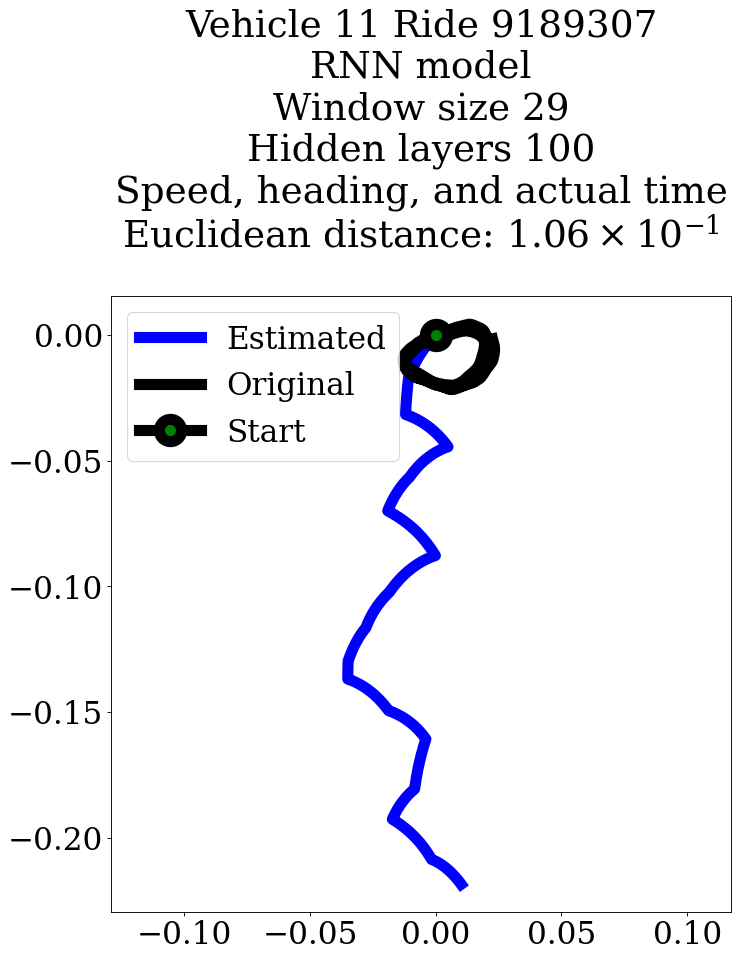 Vehicle 11 Ride 9189307
RNN model
Window size 29
Hidden layers 100
Speed, heading, and actual time
Euclidean distance: 1.06 × 10⁻¹
Estimated
Original
Start
0.00
−0.05
−0.10
−0.15
−0.20
−0.10 −0.05 0.00 0.05 0.10